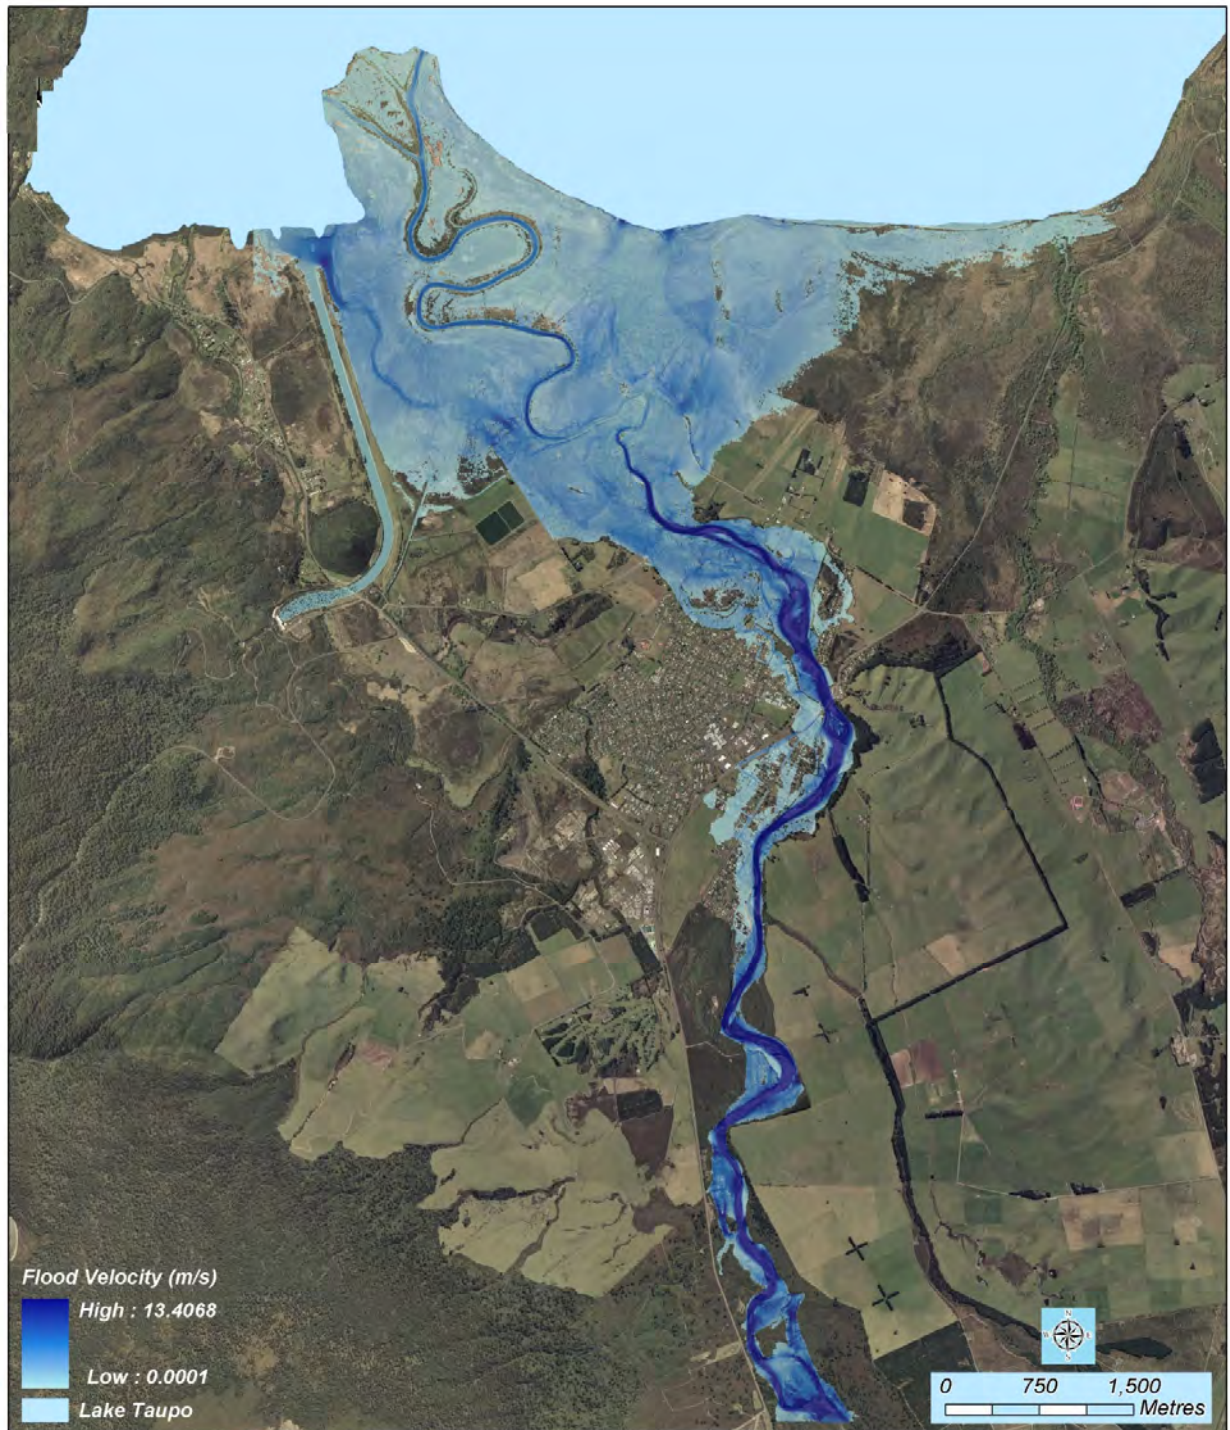 Flood Velocity (m/s)
High : 13.4068
Low : 0.0001
Lake Taupo
N
W
E
0 750 1,500
Metres